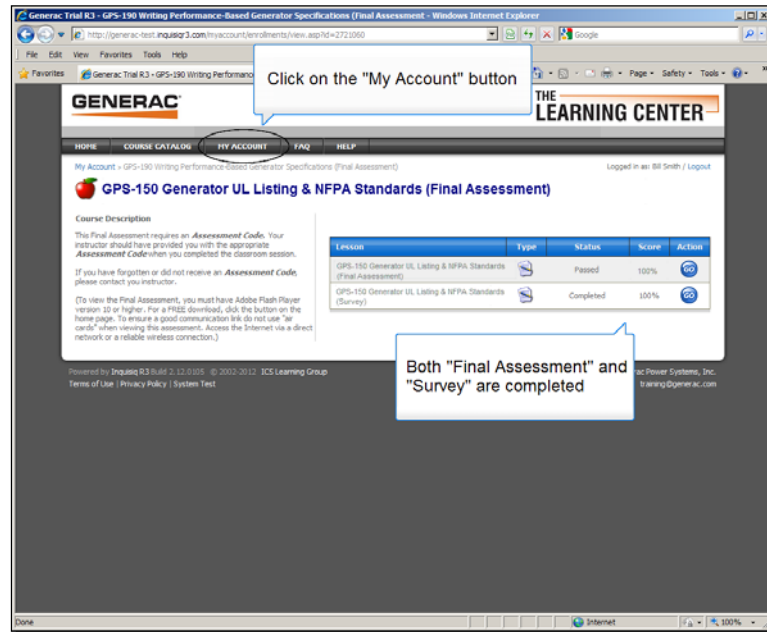 Generac Trial R3 - GPS-190 Writing Performance-Based Generator Specifications (Final Assessment - Windows Internet Explorer
http://generac-test.inquisiqr3.com/myaccount/enrollments/view.asp?id=2721060
Google
File Edit View Favorites Tools Help
Favorites
Generac Trial R3 - GPS-190 Writing Performanc
Page Safety Tools
Click on the "My Account" button
GENERAC
THE
LEARNING CENTER
HOME COURSE CATALOG MY ACCOUNT FAQ HELP
My Account > GPS-190 Writing Performance-Based Generator Specifications (Final Assessment)
Logged in as: Bill Smith / Logout
GPS-150 Generator UL Listing & NFPA Standards (Final Assessment)
Course Description
This Final Assessment requires an Assessment Code. Your
instructor should have provided you with the appropriate
Assessment Code when you completed the classroom session.
If you have forgotten or did not receive an Assessment Code,
please contact you instructor.
(To view the Final Assessment, you must have Adobe Flash Player
version 10 or higher. For a FREE download, click the button on the
home page. To ensure a good communication link do not use "air
cards" when viewing this assessment. Access the Internet via a direct
network or a reliable wireless connection.)
Lesson Type Status Score Action
GPS-150 Generator UL Listing & NFPA Standards
(Final Assessment)
Passed 100% GO
GPS-150 Generator UL Listing & NFPA Standards
(Survey)
Completed 100% GO
Both "Final Assessment" and
"Survey" are completed
Powered by Inquisiq R3 Build 2.12.0105 © 2002-2012 ICS Learning Group
Terms of Use | Privacy Policy | System Test
rac Power Systems, Inc.
training@generac.com
Done
Internet
100%